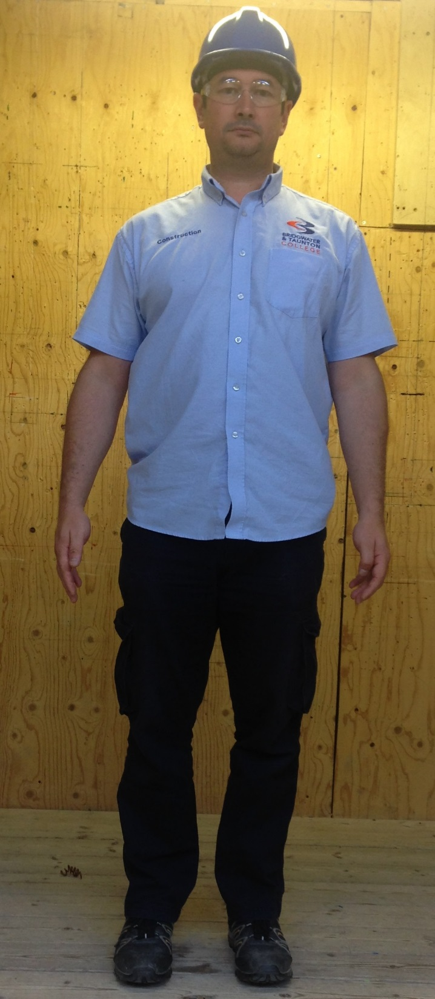 Construction
BRIDGWATER
& TAUNTON
COLLEGE